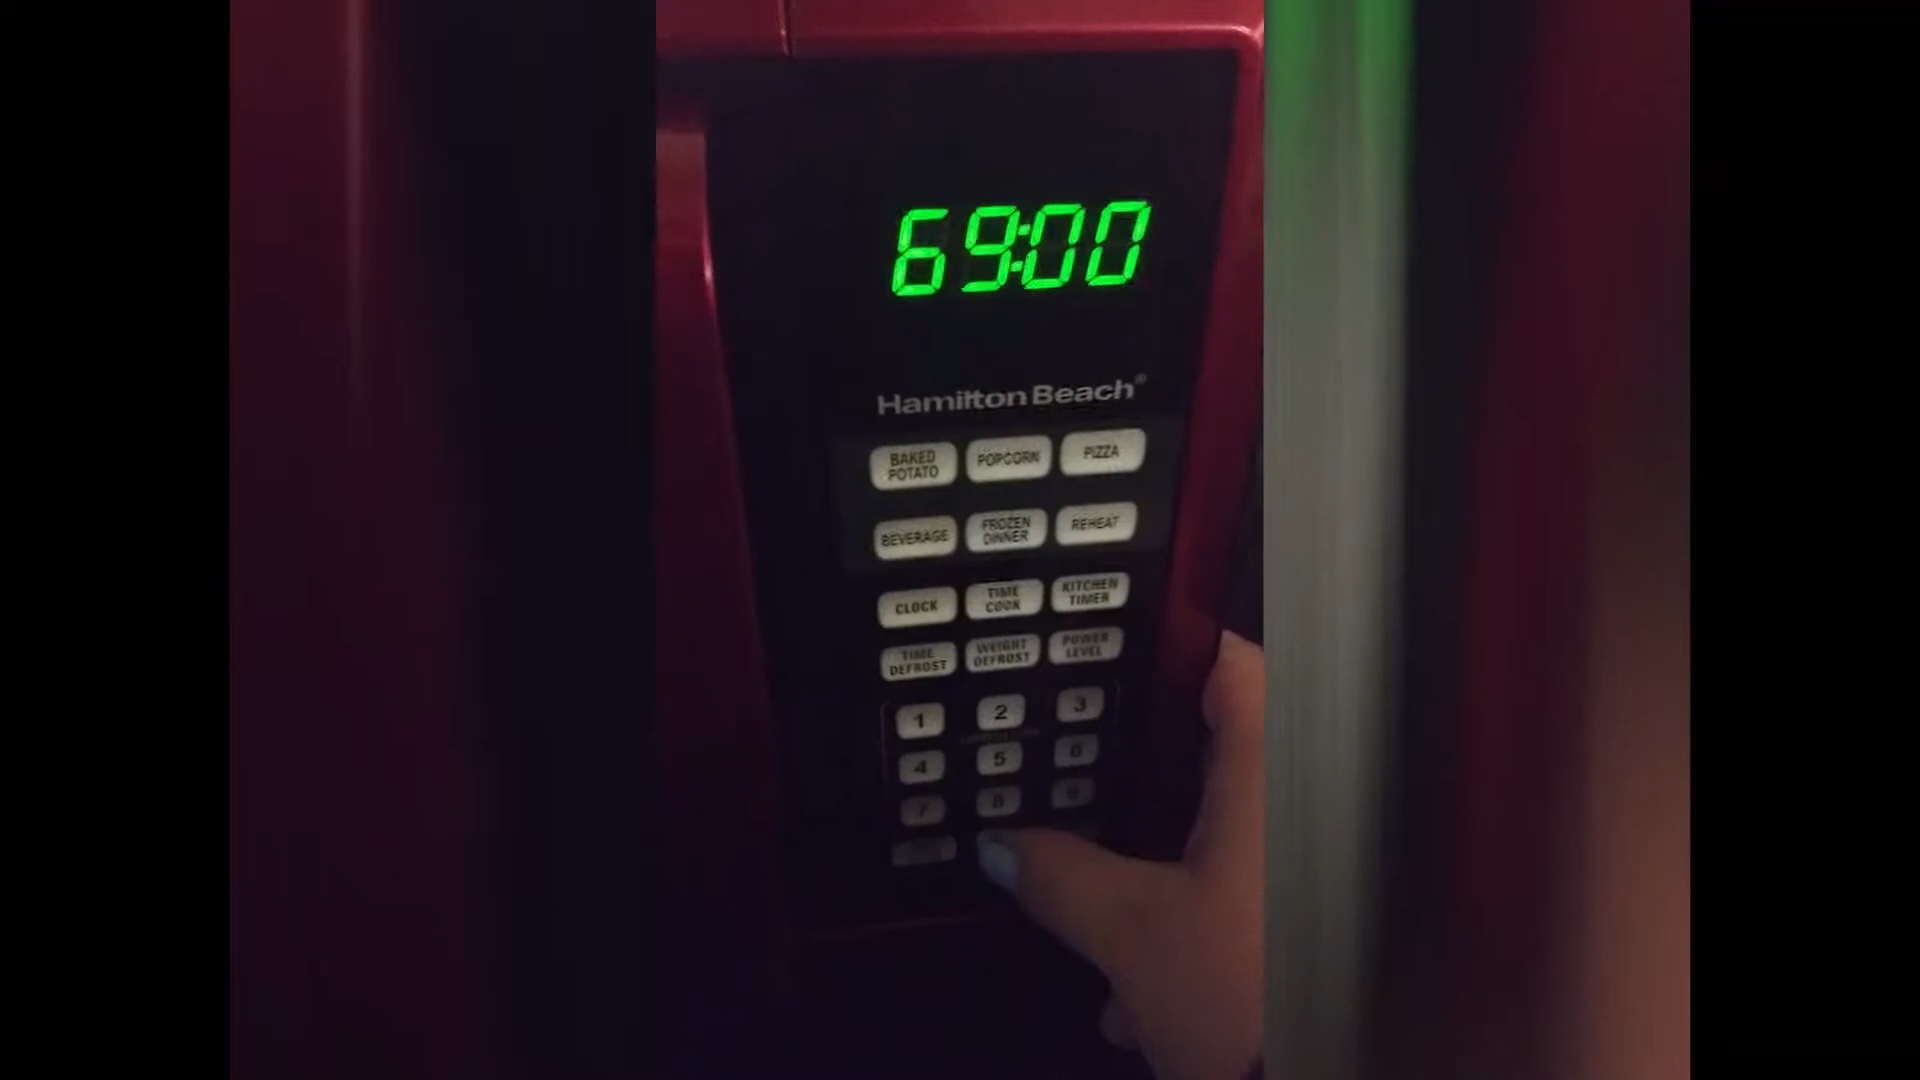 69:00
Hamilton Beach®
BAKED POTATO
POPCORN
PIZZA
BEVERAGE
FROZEN DINNER
REHEAT
CLOCK
TIME COOK
KITCHEN TIMER
TIME DEFROST
WEIGHT DEFROST
POWER LEVEL
1 2 3
4 5 6
7 8 9